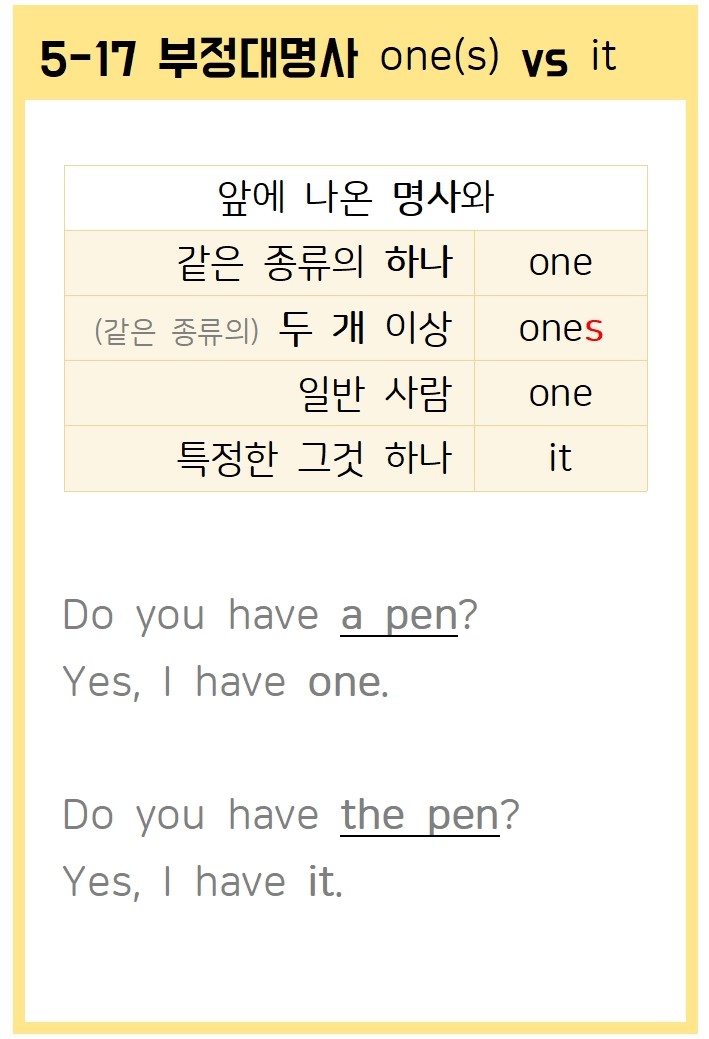 5-17 부정대명사 one(s) vs it
앞에 나온 명사와
같은 종류의 하나 one
(같은 종류의) 두 개 이상 ones
일반 사람 one
특정한 그것 하나 it
Do you have a pen?
Yes, I have one.
Do you have the pen?
Yes, I have it.